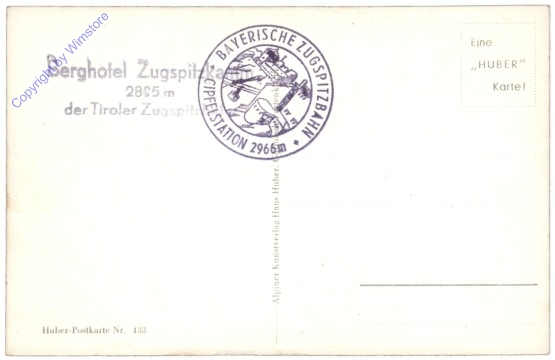 Copyright by Wimstore
Berghotel Zugspitzkamm
2805 m
der Tiroler Zugspitz
BAYERISCHE ZUGSPITZBAHN
GIPFELSTATION 2966m
Eine
„HUBER"
Karte!
Alpiner Kunstverlag Hans Huber,
Huber-Postkarte Nr. 133